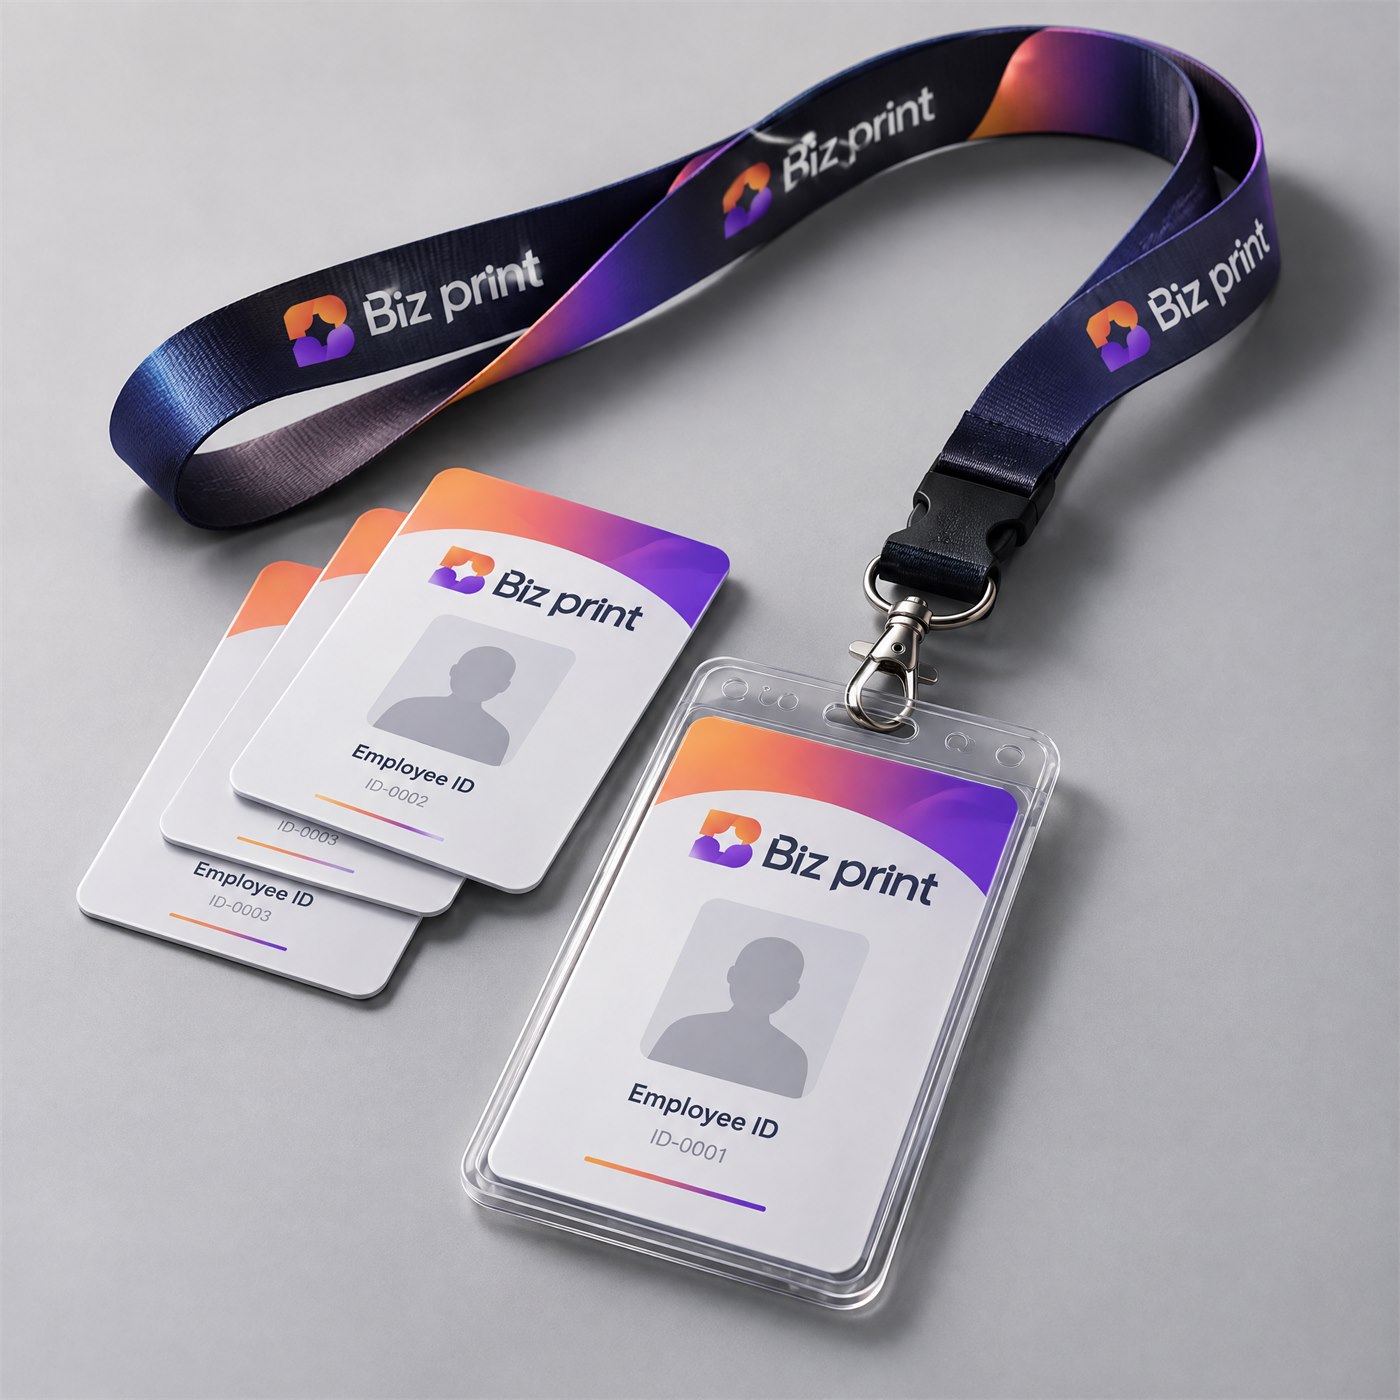 Biz print
Biz print
Biz print
Biz print
Employee ID
ID-0002
ID-0003
Employee ID
ID-0003
Biz print
Employee ID
ID-0001